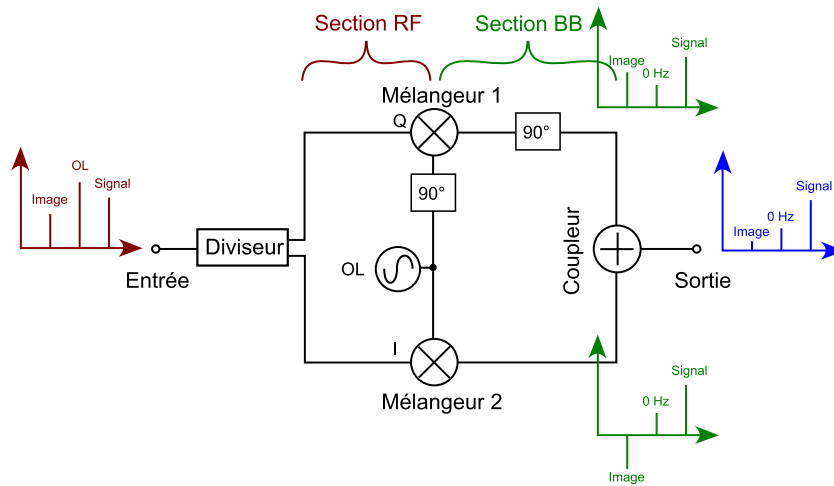 Section RF
Section BB
Signal
Image
0 Hz
Mélangeur 1
Q
90°
OL
Image
Signal
90°
Signal
0 Hz
Image
Diviseur
Entrée
OL
Coupleur
Sortie
I
Mélangeur 2
Signal
0 Hz
Image